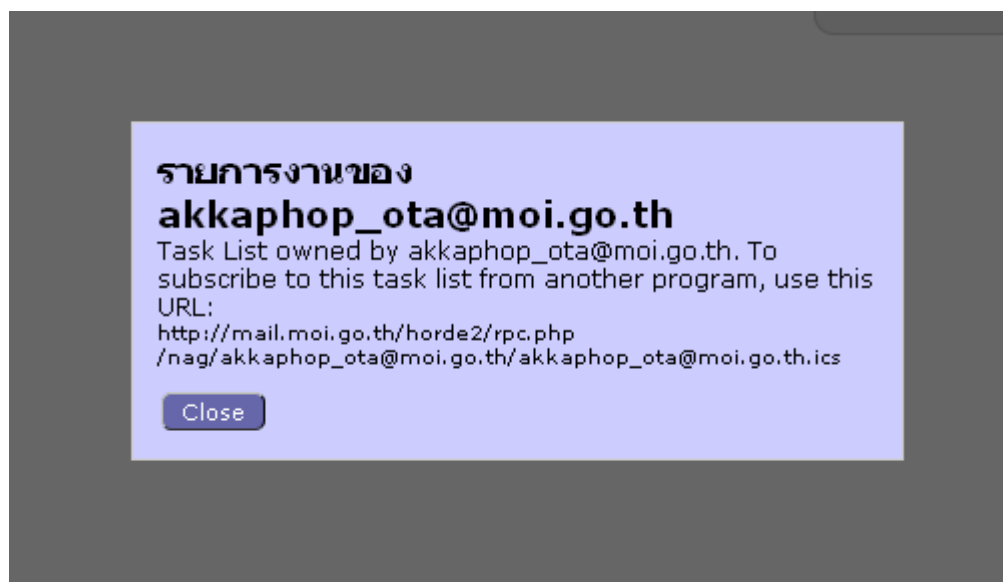 รายการงานของ
akkaphop_ota@moi.go.th
Task List owned by akkaphop_ota@moi.go.th. To
subscribe to this task list from another program, use this
URL:
http://mail.moi.go.th/horde2/rpc.php
/nag/akkaphop_ota@moi.go.th/akkaphop_ota@moi.go.th.ics
Close